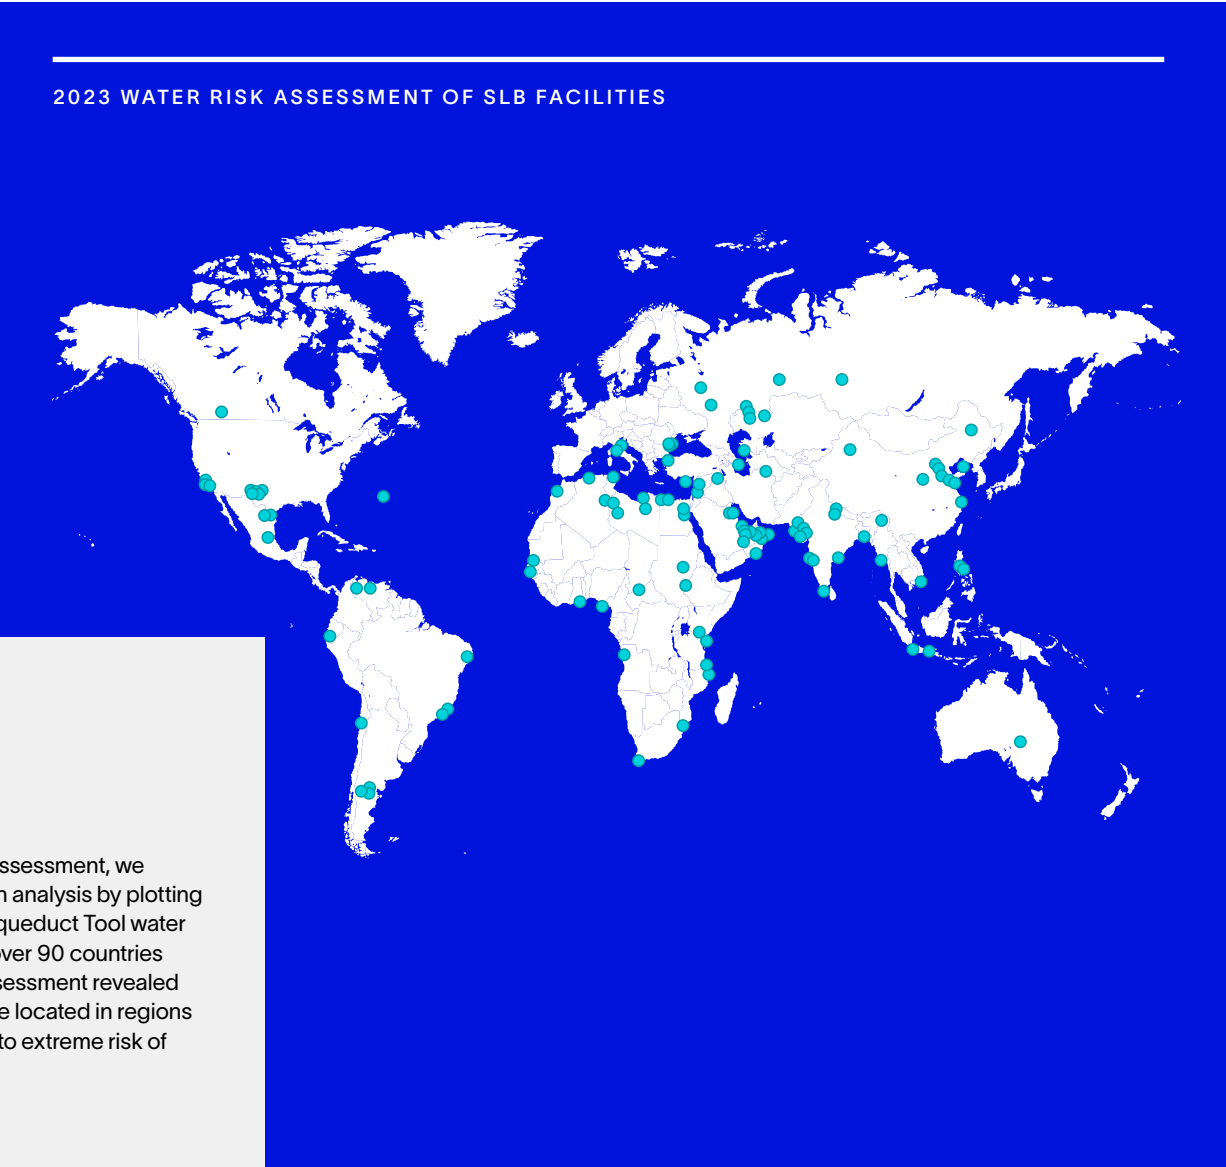 2023 WATER RISK ASSESSMENT OF SLB FACILITIES
ssessment, we
analysis by plotting
queduct Tool water
ver 90 countries
sessment revealed
e located in regions
to extreme risk of